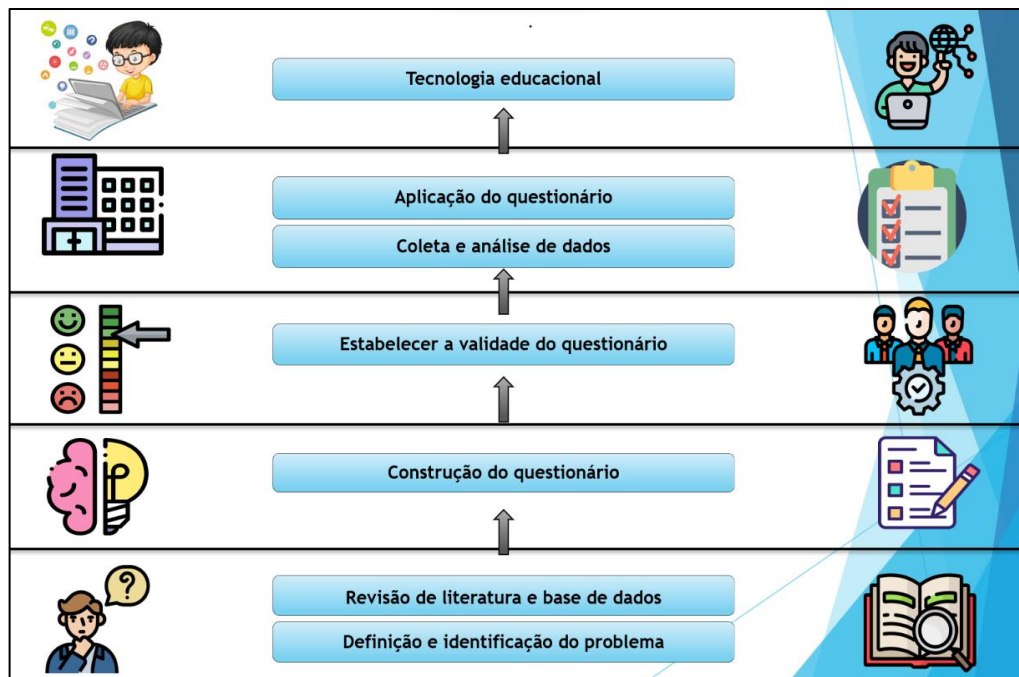 Tecnologia educacional
Aplicação do questionário
Coleta e análise de dados
Estabelecer a validade do questionário
Construção do questionário
Revisão de literatura e base de dados
Definição e identificação do problema